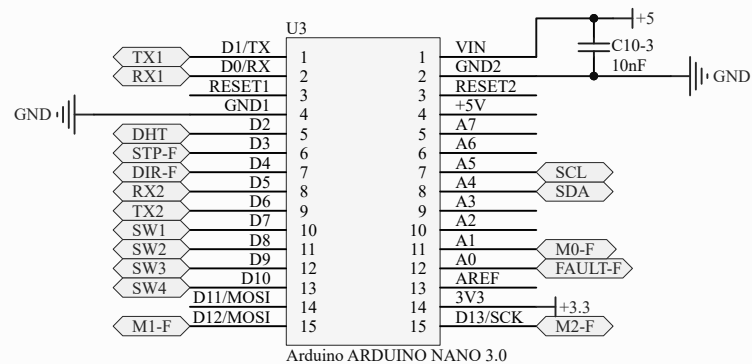 U3
+5
TX1 D1/TX 1 1 VIN C10-3
RX1 D0/RX 2 2 GND2 10nF GND
RESET1 3 3 RESET2
GND GND1 4 4 +5V
DHT D2 5 5 A7
STP-F D3 6 6 A6
DIR-F D4 7 7 A5 SCL
RX2 D5 8 8 A4 SDA
TX2 D6 9 9 A3
SW1 D7 10 10 A2
SW2 D8 11 11 A1 M0-F
SW3 D9 12 12 A0 FAULT-F
SW4 D10 13 13 AREF
D11/MOSI 14 14 3V3 +3.3
M1-F D12/MOSI 15 15 D13/SCK M2-F
Arduino ARDUINO NANO 3.0